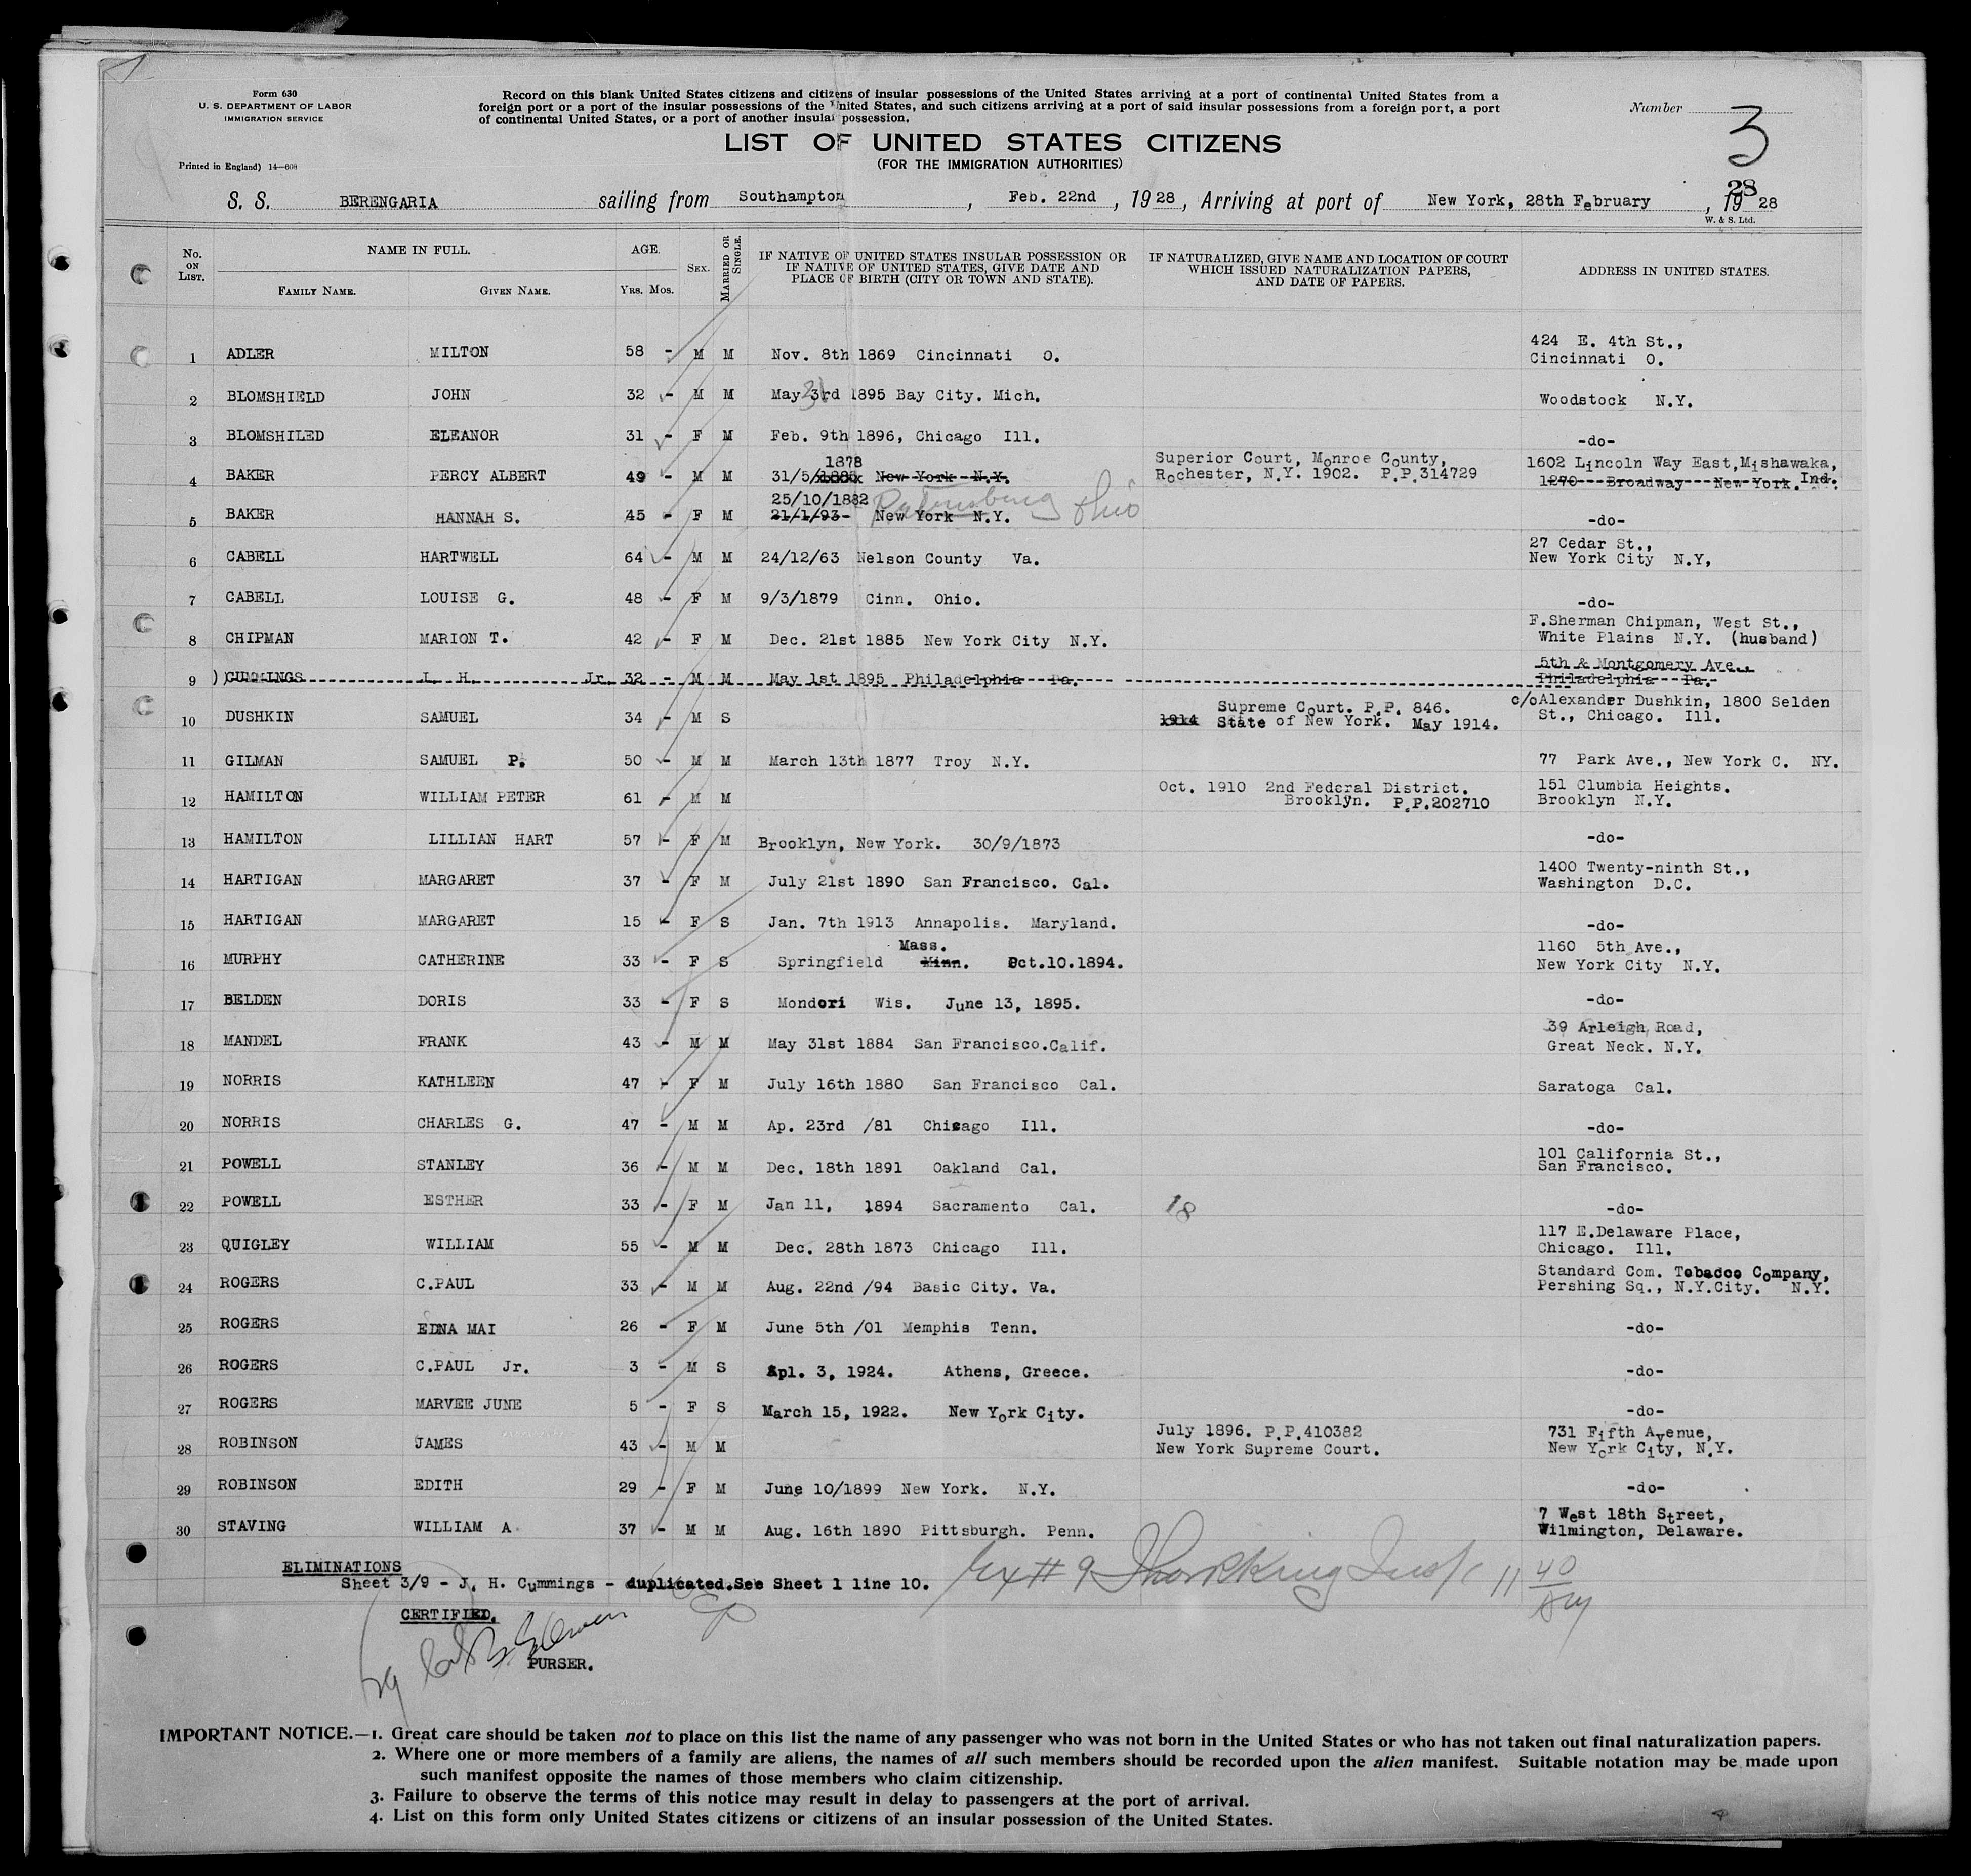 Form 630
U. S. DEPARTMENT OF LABOR
IMMIGRATION SERVICE
Printed in England) 14—608
Record on this blank United States citizens and citizens of insular possessions of the United States arriving at a port of continental United States from a
foreign port or a port of the insular possessions of the United States, and such citizens arriving at a port of said insular possessions from a foreign port, a port
of continental United States, or a port of another insular possession.
Number 3
LIST OF UNITED STATES CITIZENS
(FOR THE IMMIGRATION AUTHORITIES)
28
S. S. BERENGARIA sailing from Southampton, Feb. 22nd, 1928, Arriving at port of New York, 28th February, 1928
W. & S. Ltd.
No. ON LIST. NAME IN FULL. FAMILY NAME. GIVEN NAME. AGE. YRS. MOS. SEX. MARRIED OR SINGLE. IF NATIVE OF UNITED STATES INSULAR POSSESSION OR IF NATIVE OF UNITED STATES, GIVE DATE AND PLACE OF BIRTH (CITY OR TOWN AND STATE). IF NATURALIZED, GIVE NAME AND LOCATION OF COURT WHICH ISSUED NATURALIZATION PAPERS, AND DATE OF PAPERS. ADDRESS IN UNITED STATES.
424 E. 4th St.,
1 ADLER MILTON 58 - M M Nov. 8th 1869 Cincinnati O. Cincinnati O.
2 BLOMSHIELD JOHN 32 - M M May 3rd 31 1895 Bay City. Mich. Woodstock N.Y.
3 BLOMSHILED ELEANOR 31 - F M Feb. 9th 1896, Chicago Ill. -do-
1878 Superior Court, Monroe County, 1602 Lincoln Way East,Mishawaka,
4 BAKER PERCY ALBERT 49 - M M 31/5/ New York N.Y. Rochester, N.Y. 1902. P.P.314729 1270 Broadway New York. Ind.
25/10/1882
5 BAKER HANNAH S. 45 - F M 21/1/93- New York N.Y. Ohio -do-
27 Cedar St.,
6 CABELL HARTWELL 64 - M M 24/12/63 Nelson County Va. New York City N.Y,
7 CABELL LOUISE G. 48 - F M 9/3/1879 Cinn. Ohio. -do-
F.Sherman Chipman, West St.,
8 CHIPMAN MARION T. 42 - F M Dec. 21st 1885 New York City N.Y. White Plains N.Y. (husband)
5th & Montgomery Ave.,
9 ) CUMMINGS J. H. Jr. 32 - M M May 1st 1895 Philadelphia Pa. Philadelphia Pa.
Supreme Court. P.P. 846. c/oAlexander Dushkin, 1800 Selden
10 DUSHKIN SAMUEL 34 - M S 1914 State of New York. May 1914. St., Chicago. Ill.
11 GILMAN SAMUEL P. 50 - M M March 13th 1877 Troy N.Y. 77 Park Ave., New York C. NY.
Oct. 1910 2nd Federal District. 151 Clumbia Heights.
12 HAMILTON WILLIAM PETER 61 - M M Brooklyn. P.P.202710 Brooklyn N.Y.
13 HAMILTON LILLIAN HART 57 - F M Brooklyn, New York. 30/9/1873 -do-
1400 Twenty-ninth St.,
14 HARTIGAN MARGARET 37 - F M July 21st 1890 San Francisco. Cal. Washington D.C.
15 HARTIGAN MARGARET 15 - F S Jan. 7th 1913 Annapolis. Maryland. -do-
Mass. 1160 5th Ave.,
16 MURPHY CATHERINE 33 - F S Springfield Minn. Oct.10.1894. New York City N.Y.
17 BELDEN DORIS 33 - F S Mondori Wis. June 13, 1895. -do-
39 Arleigh Road,
18 MANDEL FRANK 43 - M M May 31st 1884 San Francisco.Calif. Great Neck. N.Y.
19 NORRIS KATHLEEN 47 - F M July 16th 1880 San Francisco Cal. Saratoga Cal.
20 NORRIS CHARLES G. 47 - M M Ap. 23rd /81 Chicago Ill. -do-
101 California St.,
21 POWELL STANLEY 36 - M M Dec. 18th 1891 Oakland Cal. San Francisco.
22 POWELL ESTHER 33 - F M Jan 11, 1894 Sacramento Cal. 18 -do-
117 E.Delaware Place,
23 QUIGLEY WILLIAM 55 - M M Dec. 28th 1873 Chicago Ill. Chicago. Ill.
Standard Com. Tobacco Company,
24 ROGERS C.PAUL 33 - M M Aug. 22nd /94 Basic City. Va. Pershing Sq., N.Y.City. N.Y.
25 ROGERS EDNA MAI 26 - F M June 5th /01 Memphis Tenn. -do-
26 ROGERS C.PAUL Jr. 3 - M S Apl. 3, 1924. Athens, Greece. -do-
27 ROGERS MARVEE JUNE 5 - F S March 15, 1922. New York City. -do-
July 1896. P.P.410382 731 Fifth Avenue,
28 ROBINSON JAMES 43 - M M New York Supreme Court. New York City, N.Y.
29 ROBINSON EDITH 29 - F M June 10/1899 New York. N.Y. -do-
7 West 18th Street,
30 STAVING WILLIAM A. 37 - M M Aug. 16th 1890 Pittsburgh. Penn. Wilmington, Delaware.
ELIMINATIONS
Sheet 3/9 - J. H. Cummings - duplicated.See Sheet 1 line 10.
Ex # 9 11 40
CERTIFIED.
29
PURSER.
IMPORTANT NOTICE.—1. Great care should be taken not to place on this list the name of any passenger who was not born in the United States or who has not taken out final naturalization papers.
2. Where one or more members of a family are aliens, the names of all such members should be recorded upon the alien manifest. Suitable notation may be made upon
such manifest opposite the names of those members who claim citizenship.
3. Failure to observe the terms of this notice may result in delay to passengers at the port of arrival.
4. List on this form only United States citizens or citizens of an insular possession of the United States.